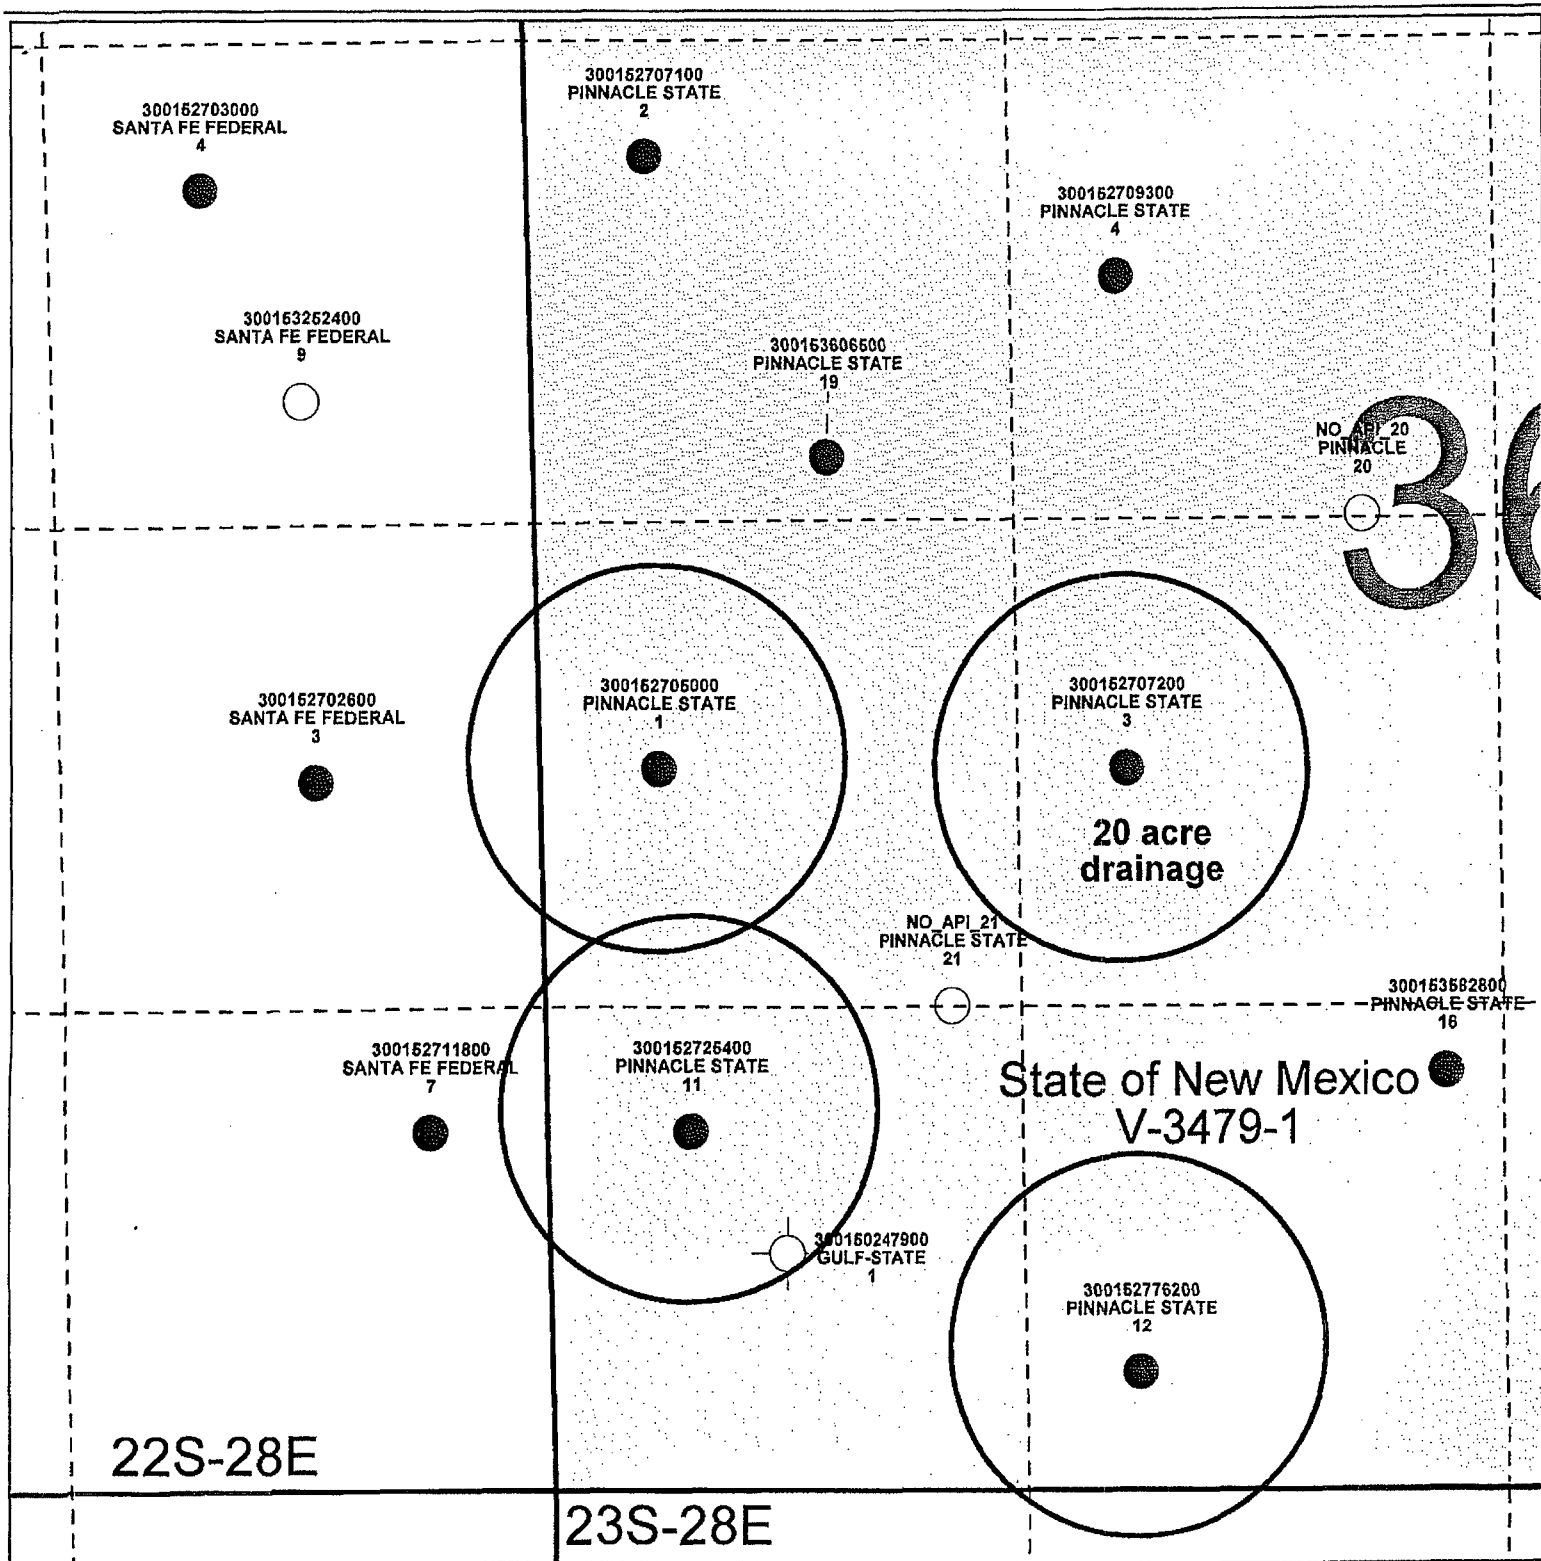 300152707100
PINNACLE STATE
2
300152703000
SANTA FE FEDERAL
4
300152709300
PINNACLE STATE
4
300153252400
SANTA FE FEDERAL
9
300153606500
PINNACLE STATE
19
NO_API_20
PINNACLE
20
36
300152702600
SANTA FE FEDERAL
3
300152705000
PINNACLE STATE
1
300152707200
PINNACLE STATE
3
20 acre
drainage
NO_API_21
PINNACLE STATE
21
300153582800
PINNACLE STATE
16
300152711800
SANTA FE FEDERAL
7
300152725400
PINNACLE STATE
11
State of New Mexico
V-3479-1
300150247900
GULF-STATE
1
300152776200
PINNACLE STATE
12
22S-28E
23S-28E